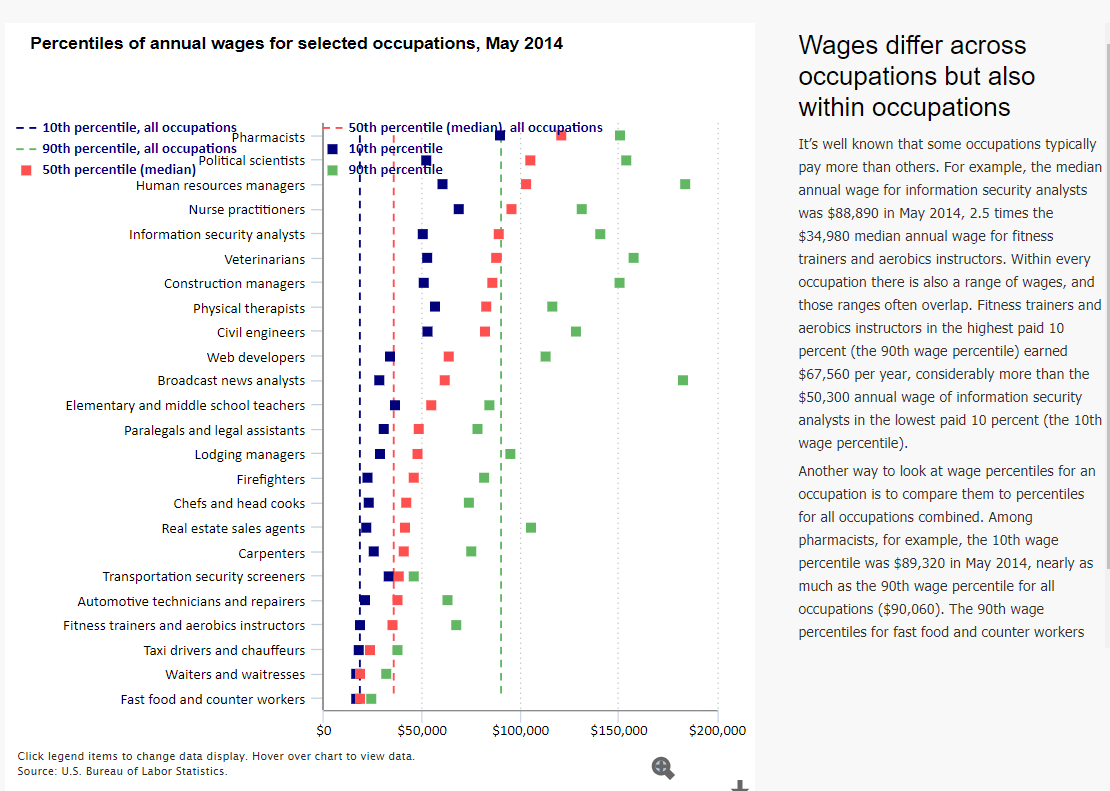 Percentiles of annual wages for selected occupations, May 2014
10th percentile, all occupations
50th percentile (median), all occupations
90th percentile, all occupations
10th percentile
50th percentile (median)
90th percentile
Pharmacists
Political scientists
Human resources managers
Nurse practitioners
Information security analysts
Veterinarians
Construction managers
Physical therapists
Civil engineers
Web developers
Broadcast news analysts
Elementary and middle school teachers
Paralegals and legal assistants
Lodging managers
Firefighters
Chefs and head cooks
Real estate sales agents
Carpenters
Transportation security screeners
Automotive technicians and repairers
Fitness trainers and aerobics instructors
Taxi drivers and chauffeurs
Waiters and waitresses
Fast food and counter workers
$0 $50,000 $100,000 $150,000 $200,000
Click legend items to change data display. Hover over chart to view data.
Source: U.S. Bureau of Labor Statistics.
Wages differ across
occupations but also
within occupations
It's well known that some occupations typically
pay more than others. For example, the median
annual wage for information security analysts
was $88,890 in May 2014, 2.5 times the
$34,980 median annual wage for fitness
trainers and aerobics instructors. Within every
occupation there is also a range of wages, and
those ranges often overlap. Fitness trainers and
aerobics instructors in the highest paid 10
percent (the 90th wage percentile) earned
$67,560 per year, considerably more than the
$50,300 annual wage of information security
analysts in the lowest paid 10 percent (the 10th
wage percentile).
Another way to look at wage percentiles for an
occupation is to compare them to percentiles
for all occupations combined. Among
pharmacists, for example, the 10th wage
percentile was $89,320 in May 2014, nearly as
much as the 90th wage percentile for all
occupations ($90,060). The 90th wage
percentiles for fast food and counter workers